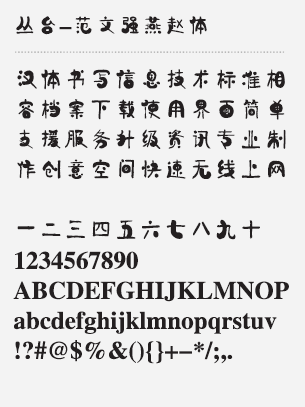 丛台–范文强燕赵体
汉体书写信息技术标准相
容档案下载使用界面简单
支援服务升级资讯专业制
作创意空间快速无线上网
一二三四五六七八九十
1234567890
ABCDEFGHIJKLMNOPQ
abcdefghijklmnopqrstuv
!?#@$%&(){}+−*/;,.